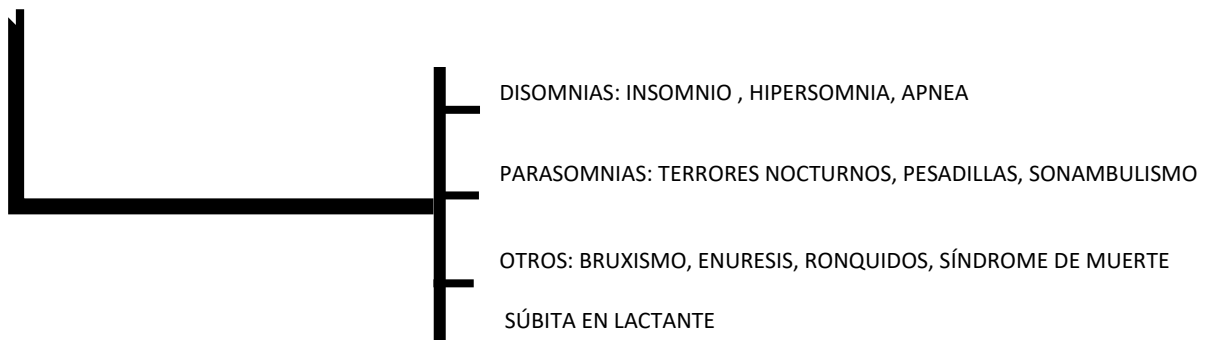 DISOMNIAS: INSOMNIO , HIPERSOMNIA, APNEA
PARASOMNIAS: TERRORES NOCTURNOS, PESADILLAS, SONAMBULISMO
OTROS: BRUXISMO, ENURESIS, RONQUIDOS, SÍNDROME DE MUERTE
SÚBITA EN LACTANTE